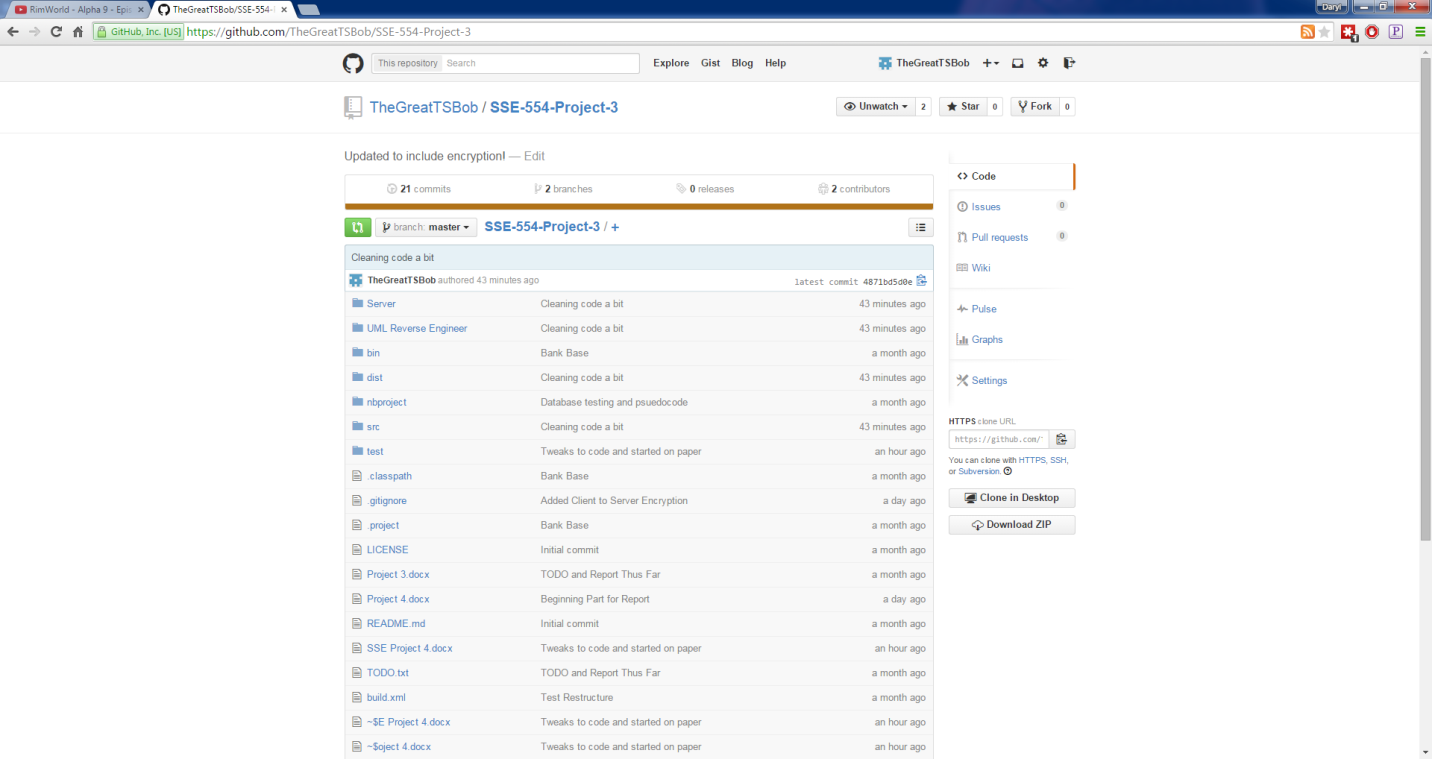 RimWorld - Alpha 9 - Epi
TheGreatTSBob/SSE-554-
Daryl
GitHub, Inc. [US] https://github.com/TheGreatTSBob/SSE-554-Project-3
1
P
This repository Search Explore Gist Blog Help TheGreatTSBob
TheGreatTSBob / SSE-554-Project-3 Unwatch 2 Star 0 Fork 0
Updated to include encryption! — Edit
21 commits 2 branches 0 releases 2 contributors
branch: master SSE-554-Project-3 / +
Cleaning code a bit
TheGreatTSBob authored 43 minutes ago latest commit 4871bd5d0e
Server Cleaning code a bit 43 minutes ago
UML Reverse Engineer Cleaning code a bit 43 minutes ago
bin Bank Base a month ago
dist Cleaning code a bit 43 minutes ago
nbproject Database testing and psuedocode a month ago
src Cleaning code a bit 43 minutes ago
test Tweaks to code and started on paper an hour ago
.classpath Bank Base a month ago
.gitignore Added Client to Server Encryption a day ago
.project Bank Base a month ago
LICENSE Initial commit a month ago
Project 3.docx TODO and Report Thus Far a month ago
Project 4.docx Beginning Part for Report a day ago
README.md Initial commit a month ago
SSE Project 4.docx Tweaks to code and started on paper an hour ago
TODO.txt TODO and Report Thus Far a month ago
build.xml Test Restructure a month ago
~$E Project 4.docx Tweaks to code and started on paper an hour ago
~$oject 4.docx Tweaks to code and started on paper an hour ago
Code
Issues 0
Pull requests 0
Wiki
Pulse
Graphs
Settings
HTTPS clone URL
https://github.com/
You can clone with HTTPS, SSH,
or Subversion.
Clone in Desktop
Download ZIP